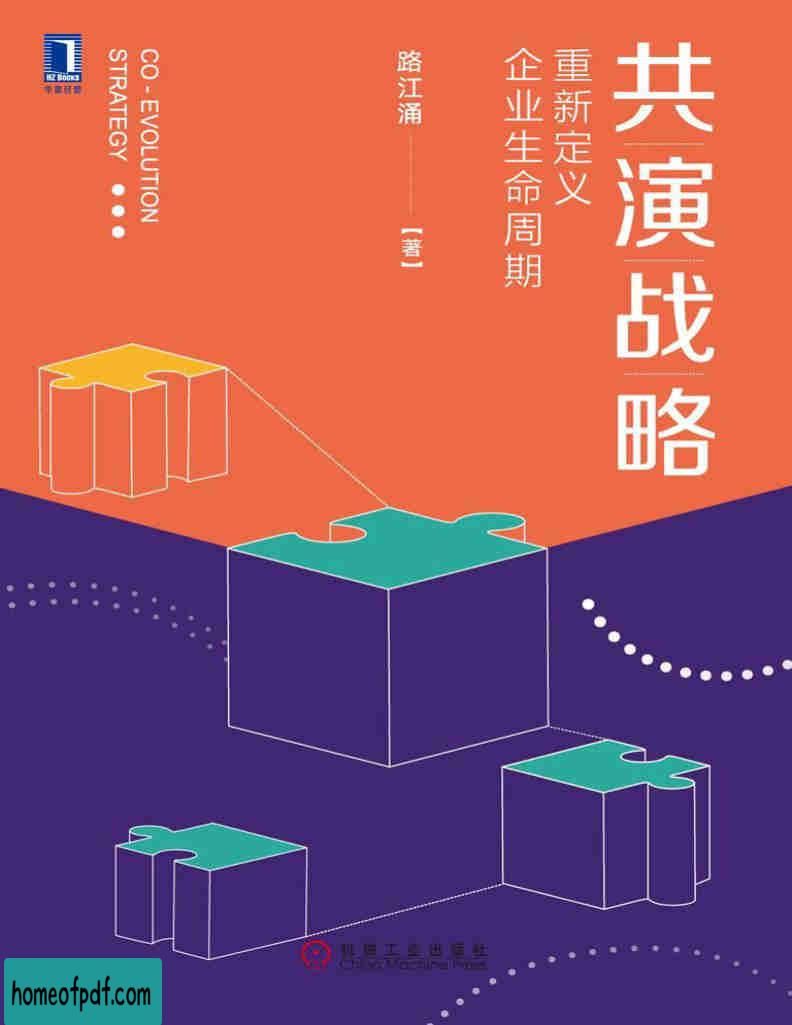 共演战略
重新定义
企业生命周期
路江涌
【著】
CO - EVOLUTION
STRATEGY
HZ Books
华章经管
机械工业出版社
China Machine Press
homeofpdf.com